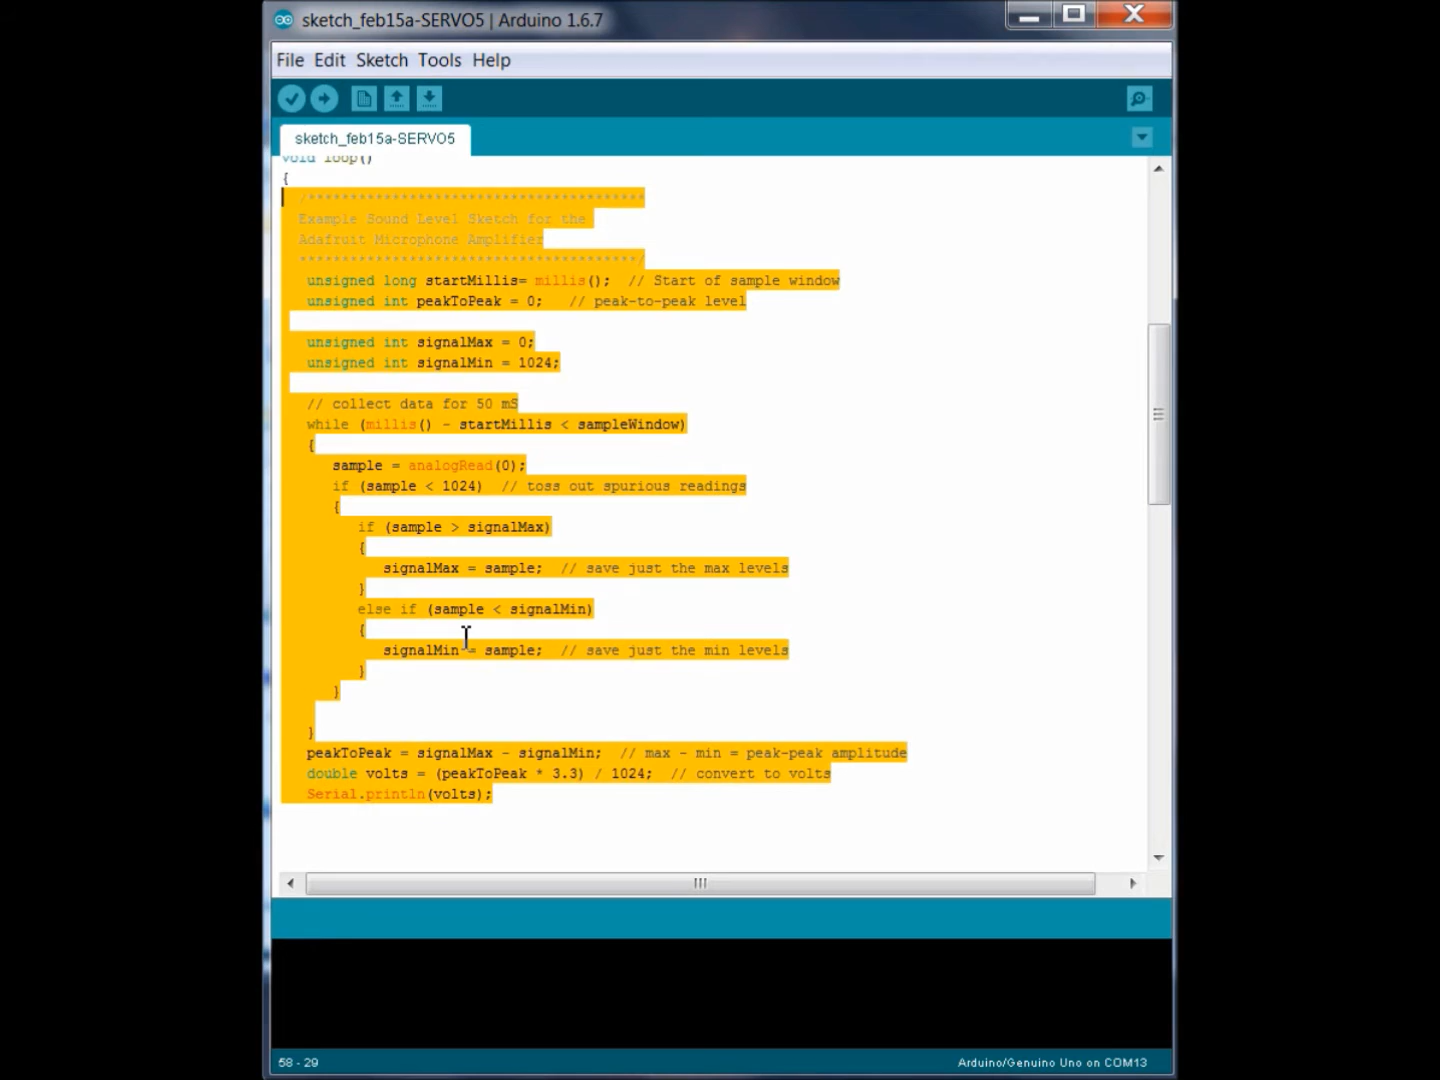 sketch_feb15a-SERVO5 | Arduino 1.6.7
File Edit Sketch Tools Help
sketch_feb15a-SERVO5
void loop()
{
/***************************************
Example Sound Level Sketch for the
Adafruit Microphone Amplifier
***************************************/
unsigned long startMillis= millis();  // Start of sample window
unsigned int peakToPeak = 0;   // peak-to-peak level
unsigned int signalMax = 0;
unsigned int signalMin = 1024;
// collect data for 50 mS
while (millis() - startMillis < sampleWindow)
{
sample = analogRead(0);
if (sample < 1024)  // toss out spurious readings
{
if (sample > signalMax)
{
signalMax = sample;  // save just the max levels
}
else if (sample < signalMin)
{
signalMin = sample;  // save just the min levels
}
}
}
peakToPeak = signalMax - signalMin;  // max - min = peak-peak amplitude
double volts = (peakToPeak * 3.3) / 1024;  // convert to volts
Serial.println(volts);
58 - 29
Arduino/Genuino Uno on COM13